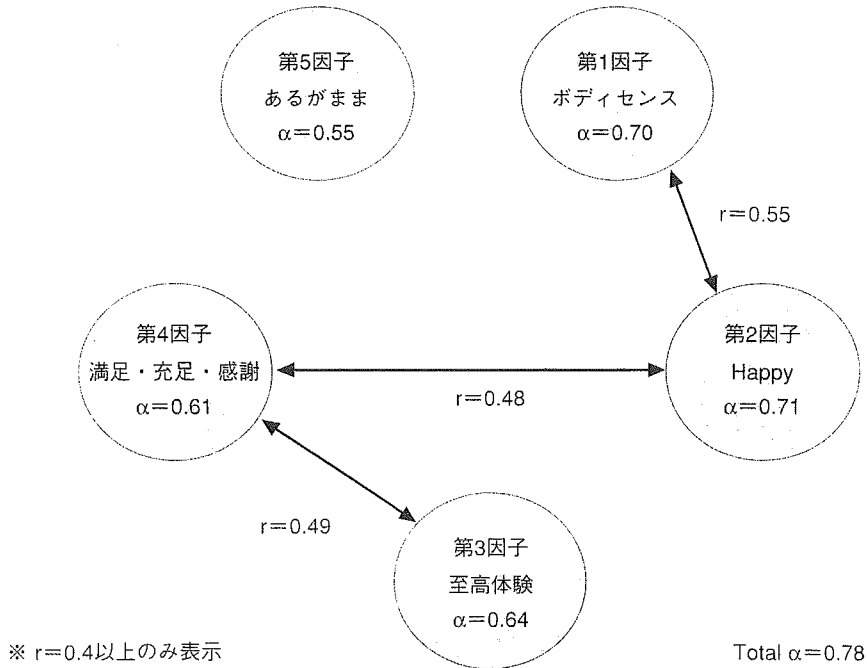 第5因子
あるがまま
α=0.55
第1因子
ボディセンス
α=0.70
r=0.55
第4因子
満足・充足・感謝
α=0.61
第2因子
Happy
α=0.71
r=0.48
r=0.49
第3因子
至高体験
α=0.64
※ r=0.4以上のみ表示
Total α=0.78